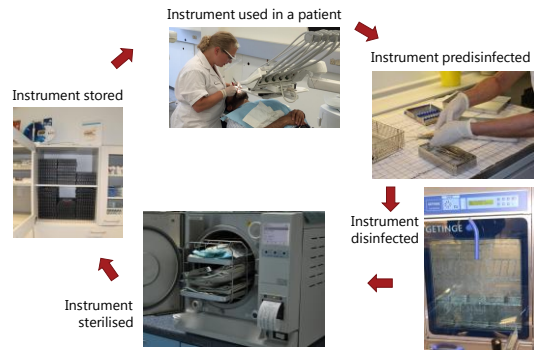 Instrument used in a patient
Instrument predisinfected
Instrument stored
Instrument
disinfected
GETINGE
Instrument
sterilised